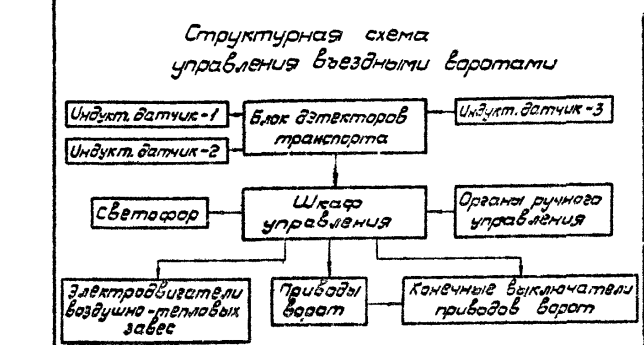 Структурная схема
управления въездными воротами
Индукт. датчик-1
Блок дэтекторов
транспорта
Индукт. датчик-3
Индукт. датчик-2
Светофор
Шкаф
управления
Органы ручного
управления
Электродвигатели
воздушно-тепловых
завес
Приводы
ворот
Конечные выключатели
приводов ворот